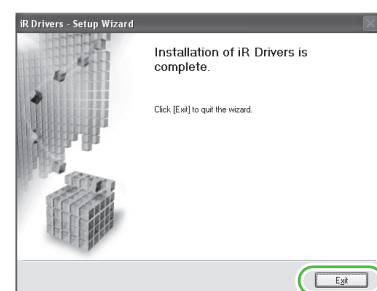 iR Drivers - Setup Wizard
Installation of iR Drivers is
complete.
Click [Exit] to quit the wizard.
Exit